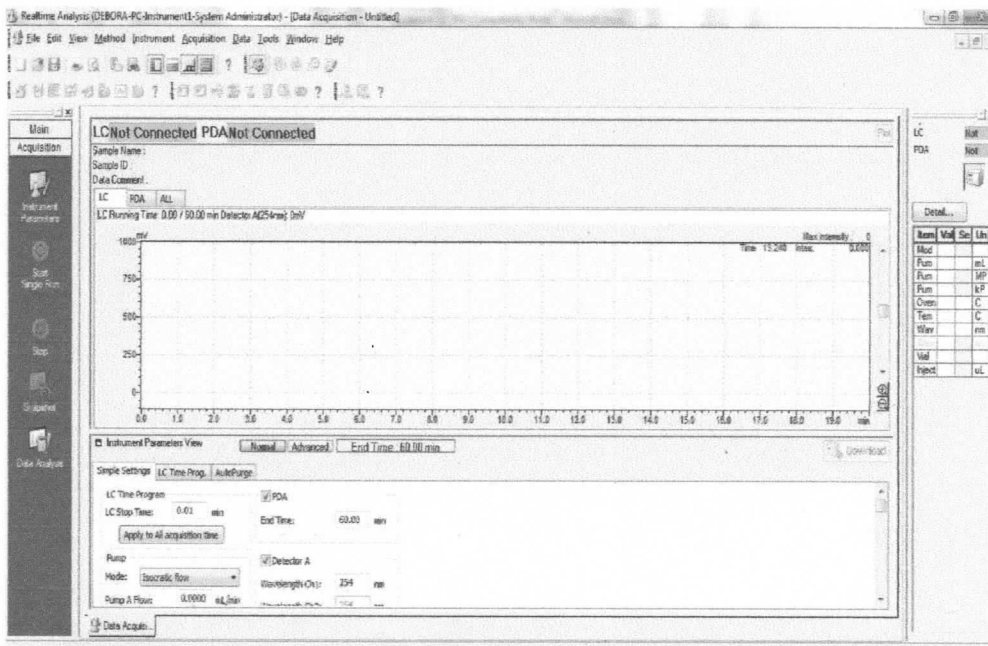 Realtime Analysis (DEBORA-PC-Instrument1-System Administrator) - [Data Acquisition - Untitled]
File Edit View Method Instrument Acquisition Data Tools Window Help
Main
Acquisition
Instrument Parameters
Start Single Run
Stop
Snapshot
Data Analysis
LC Not Connected PDA Not Connected
Sample Name :
Sample ID :
Data Comment :
LC PDA ALL
LC Running Time: 0.00 / 60.00 min Detector A(254nm): 0mV
mV
Max Intensity : 0
Time 15.240 Inten. 0.000
1000
750
500
250
0
0.0 1.0 2.0 3.0 4.0 5.0 6.0 7.0 8.0 9.0 10.0 11.0 12.0 13.0 14.0 15.0 16.0 17.0 18.0 19.0 min
Instrument Parameters View Normal Advanced End Time: 60.00 min Download
Simple Settings LC Time Prog. AutoPurge
LC Time Program
LC Stop Time: 0.01 min
Apply to All acquisition time
PDA
End Time: 60.00 min
Pump
Mode: Isocratic flow
Pump A Flow: 0.0000 mL/min
Detector A
Wavelength Ch1: 254 nm
Data Acquis...
LC Not
PDA Not
Detail...
Item Val Se Un
Mod
Pum mL
Pum MP
Pum kP
Oven C
Tem C
Wav nm
Vial
Inject uL